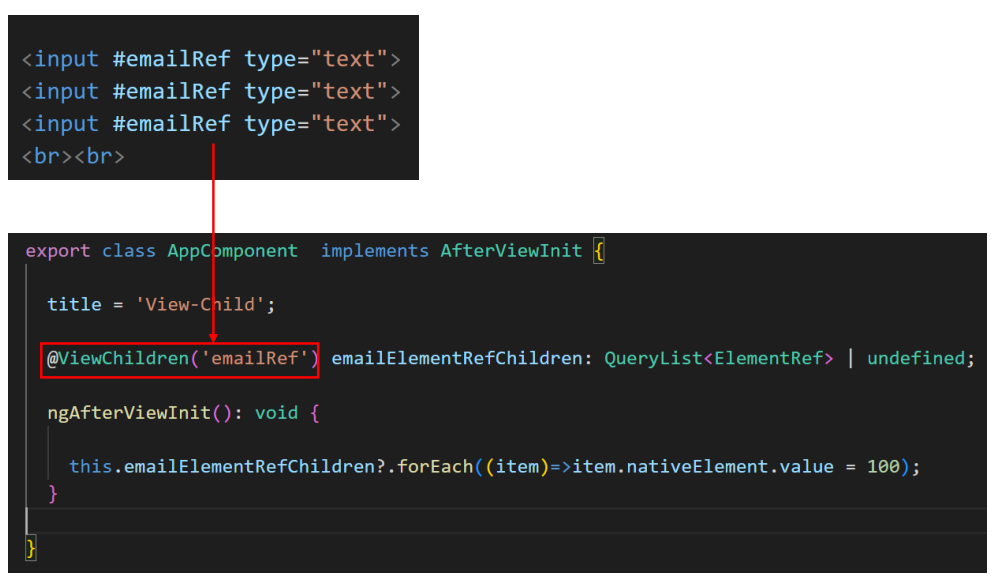 <input #emailRef type="text">
<input #emailRef type="text">
<input #emailRef type="text">
<br><br>
export class AppComponent  implements AfterViewInit {
title = 'View-Child';
@ViewChildren('emailRef') emailElementRefChildren: QueryList<ElementRef> | undefined;
ngAfterViewInit(): void {
this.emailElementRefChildren?.forEach((item)=>item.nativeElement.value = 100);
}
}